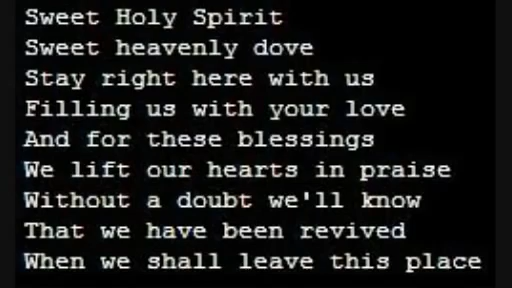 Sweet Holy Spirit
Sweet heavenly dove
Stay right here with us
Filling us with your love
And for these blessings
We lift our hearts in praise
Without a doubt we'll know
That we have been revived
When we shall leave this place